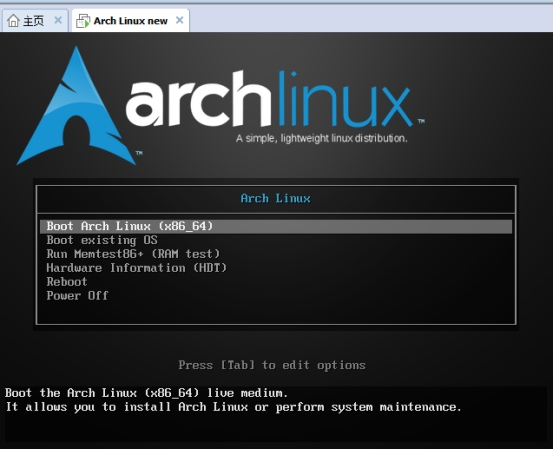 主页
Arch Linux new
archlinux™
A simple, lightweight linux distribution.
™
Arch Linux
Boot Arch Linux (x86_64)
Boot existing OS
Run Memtest86+ (RAM test)
Hardware Information (HDT)
Reboot
Power Off
Press [Tab] to edit options
Boot the Arch Linux (x86_64) live medium.
It allows you to install Arch Linux or perform system maintenance.